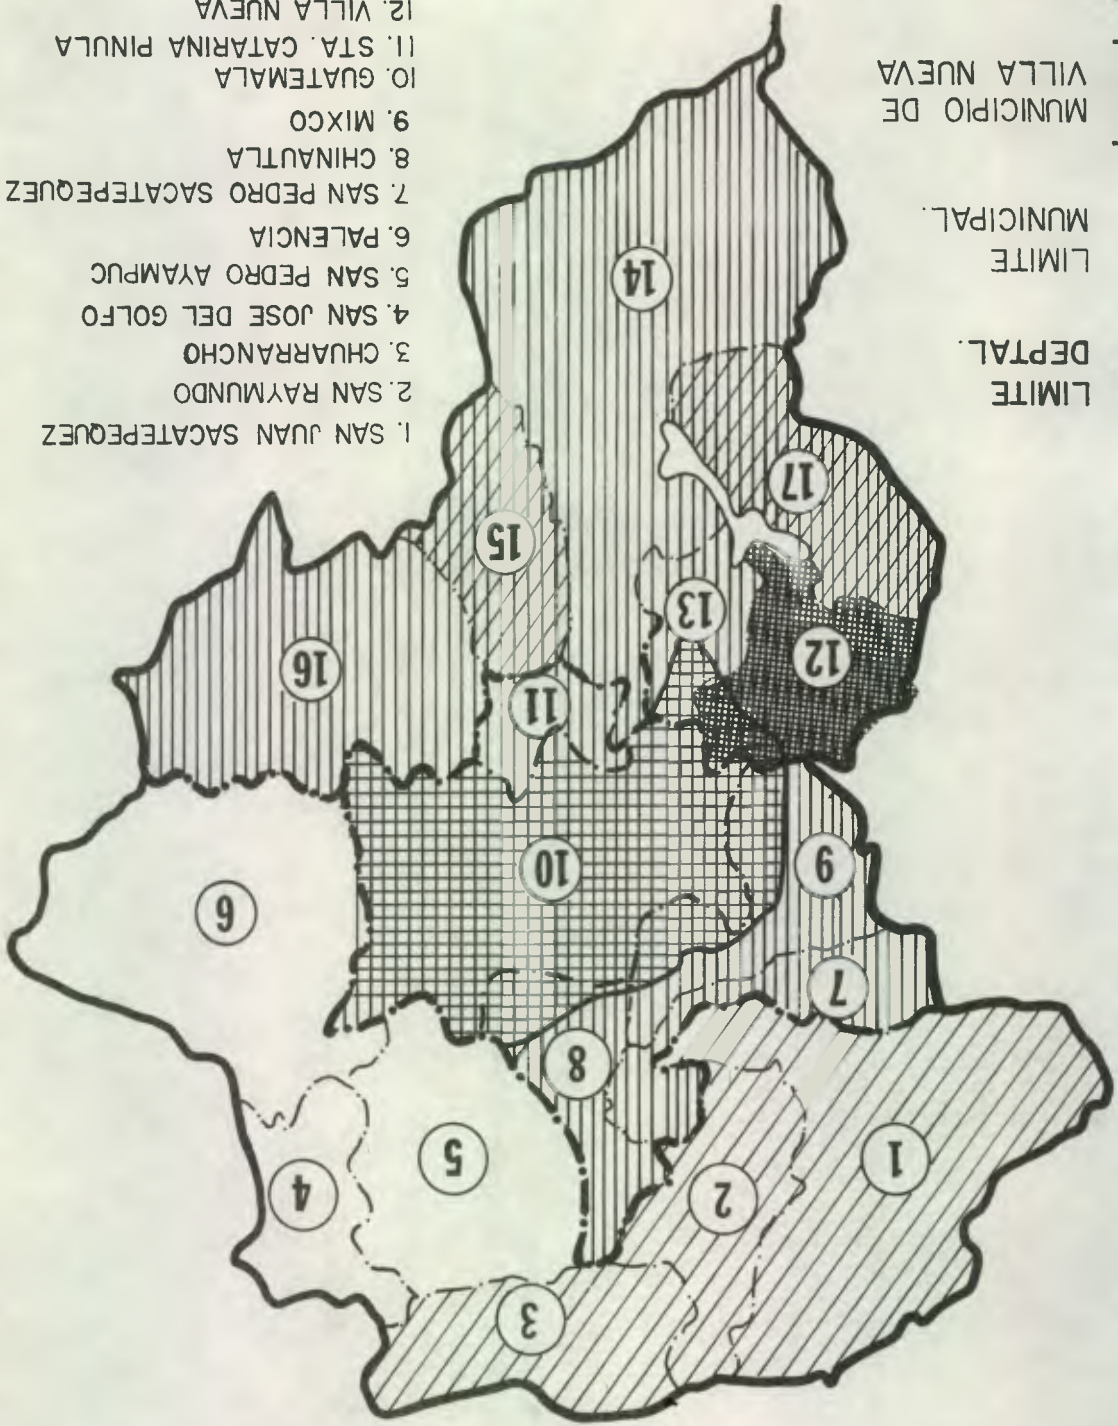 LIMITE
DEPTAL.
LIMITE
MUNICIPAL.
MUNICIPIO DE
VILLA NUEVA
1. SAN JUAN SACATEPEQUEZ
2. SAN RAYMUNDO
3. CHUARRANCHO
4. SAN JOSE DEL GOLFO
5. SAN PEDRO AYAMPUC
6. PALENCIA
7. SAN PEDRO SACATEPEQUEZ
8. CHINAUTLA
9. MIXCO
10. GUATEMALA
11. STA. CATARINA PINULA
12. VILLA NUEVA
3
1
2
5
4
8
7
6
9
10
11
12
16
13
15
17
14